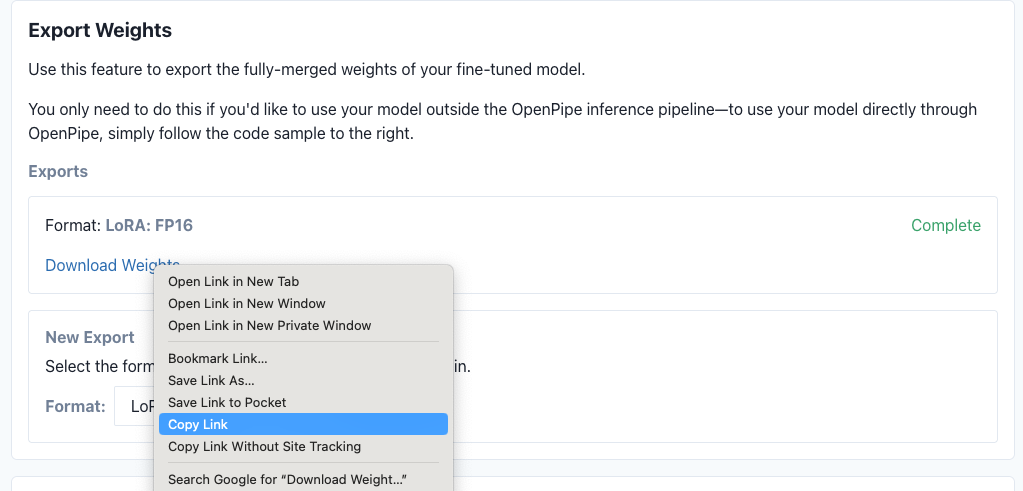 Export Weights
Use this feature to export the fully-merged weights of your fine-tuned model.
You only need to do this if you'd like to use your model outside the OpenPipe inference pipeline—to use your model directly through
OpenPipe, simply follow the code sample to the right.
Exports
Format: LoRA: FP16
Complete
Download Weights
Open Link in New Tab
Open Link in New Window
Open Link in New Private Window
New Export
Bookmark Link...
Select the form
in.
Save Link As...
Save Link to Pocket
Format:
Copy Link
Copy Link Without Site Tracking
Search Google for “Download Weight...”